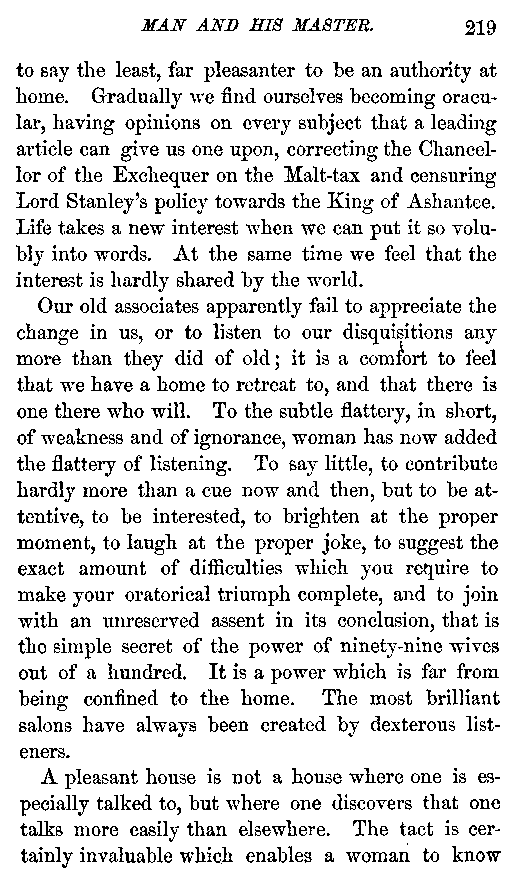 MAN AND HIS MASTER. 219
to say the least, far pleasanter to be an authority at
home. Gradually we find ourselves becoming oracu-
lar, having opinions on every subject that a leading
article can give us one upon, correcting the Chancel-
lor of the Exchequer on the Malt-tax and censuring
Lord Stanley's policy towards the King of Ashantee.
Life takes a new interest when we can put it so volu-
bly into words. At the same time we feel that the
interest is hardly shared by the world.
Our old associates apparently fail to appreciate the
change in us, or to listen to our disquisitions any
more than they did of old; it is a comfort to feel
that we have a home to retreat to, and that there is
one there who will. To the subtle flattery, in short,
of weakness and of ignorance, woman has now added
the flattery of listening. To say little, to contribute
hardly more than a cue now and then, but to be at-
tentive, to be interested, to brighten at the proper
moment, to laugh at the proper joke, to suggest the
exact amount of difficulties which you require to
make your oratorical triumph complete, and to join
with an unreserved assent in its conclusion, that is
the simple secret of the power of ninety-nine wives
out of a hundred. It is a power which is far from
being confined to the home. The most brilliant
salons have always been created by dexterous list-
eners.
A pleasant house is not a house where one is es-
pecially talked to, but where one discovers that one
talks more easily than elsewhere. The tact is cer-
tainly invaluable which enables a woman to know